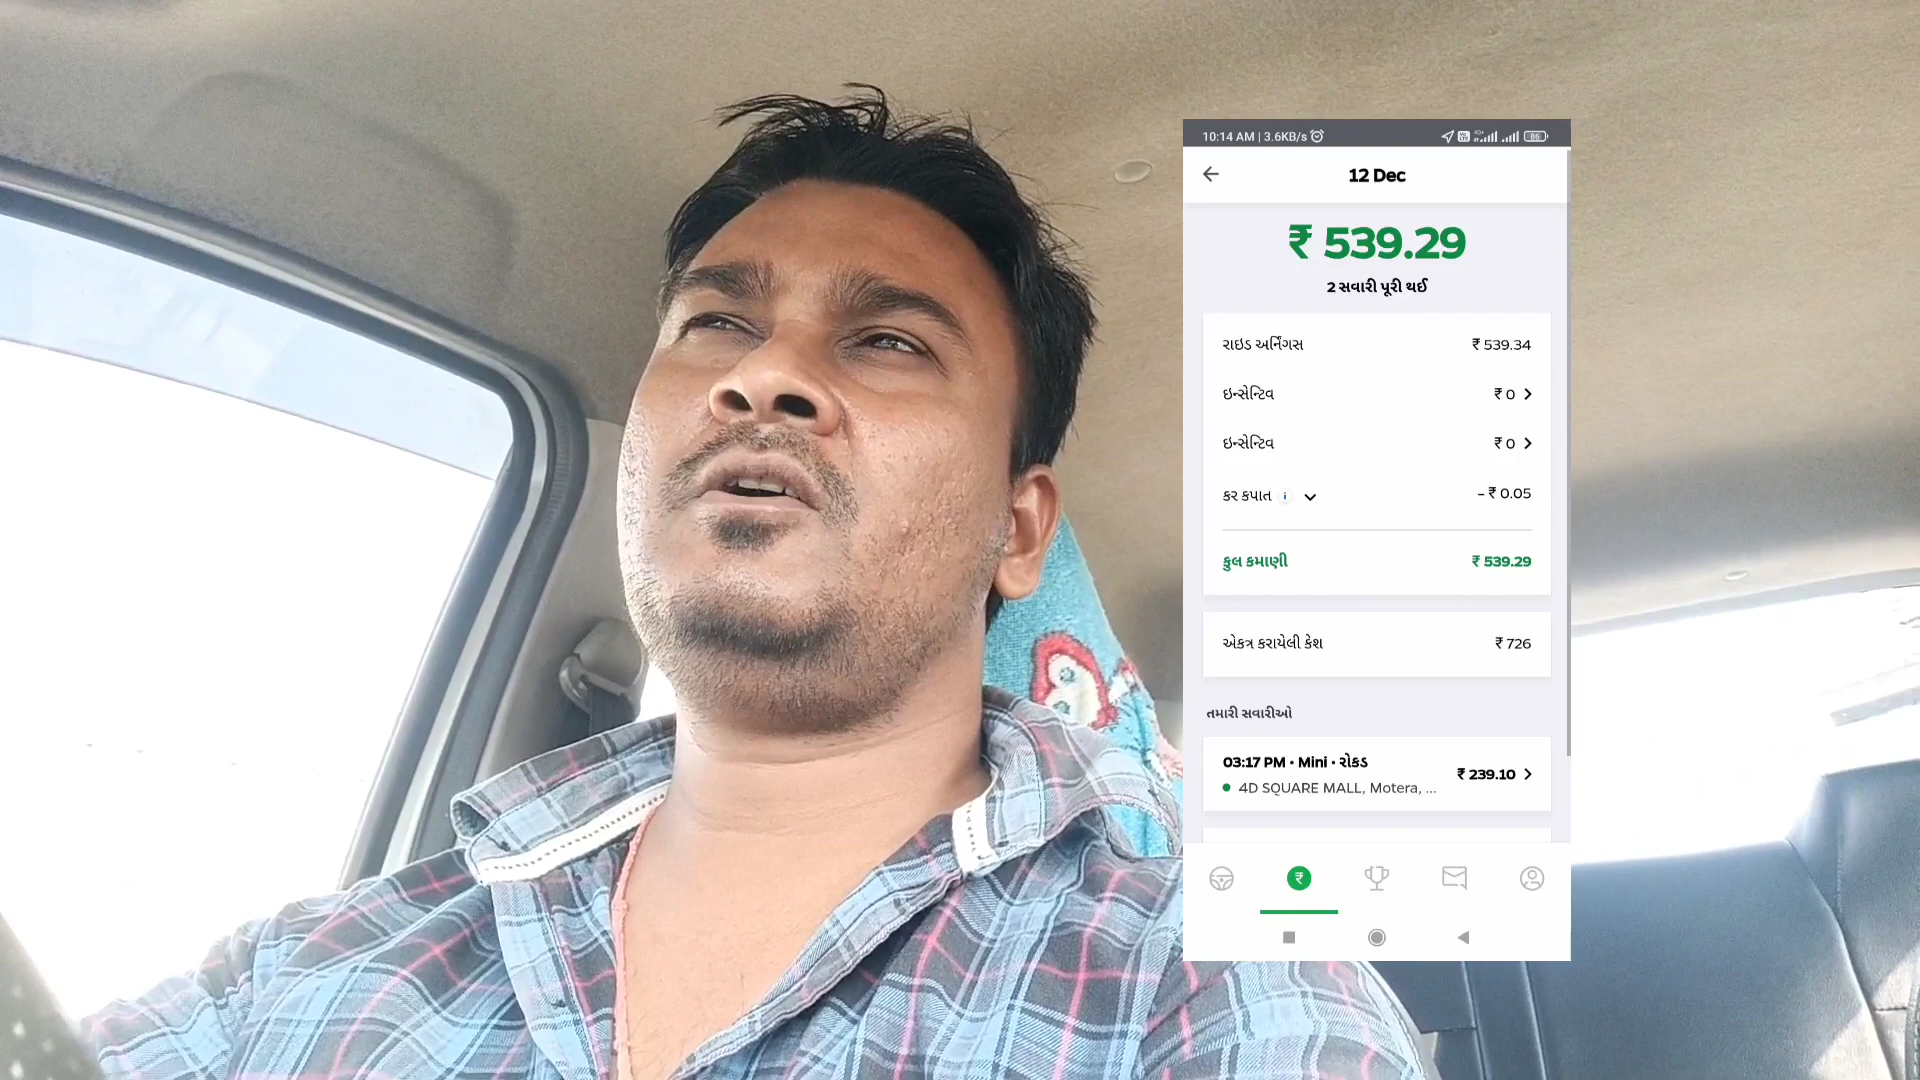 10:14 AM | 3.6KB/s
86
12 Dec
₹ 539.29
2 સવારી પૂરી થઈ
રાઇડ અર્નિંગસ ₹ 539.34
ઇન્સેન્ટિવ ₹ 0
ઇન્સેન્ટિવ ₹ 0
કર કપાત i – ₹ 0.05
કુલ કમાણી ₹ 539.29
એકત્ર કરાયેલી કેશ ₹ 726
તમારી સવારીઓ
03:17 PM • Mini • રોકડ
₹ 239.10
4D SQUARE MALL, Motera, ...